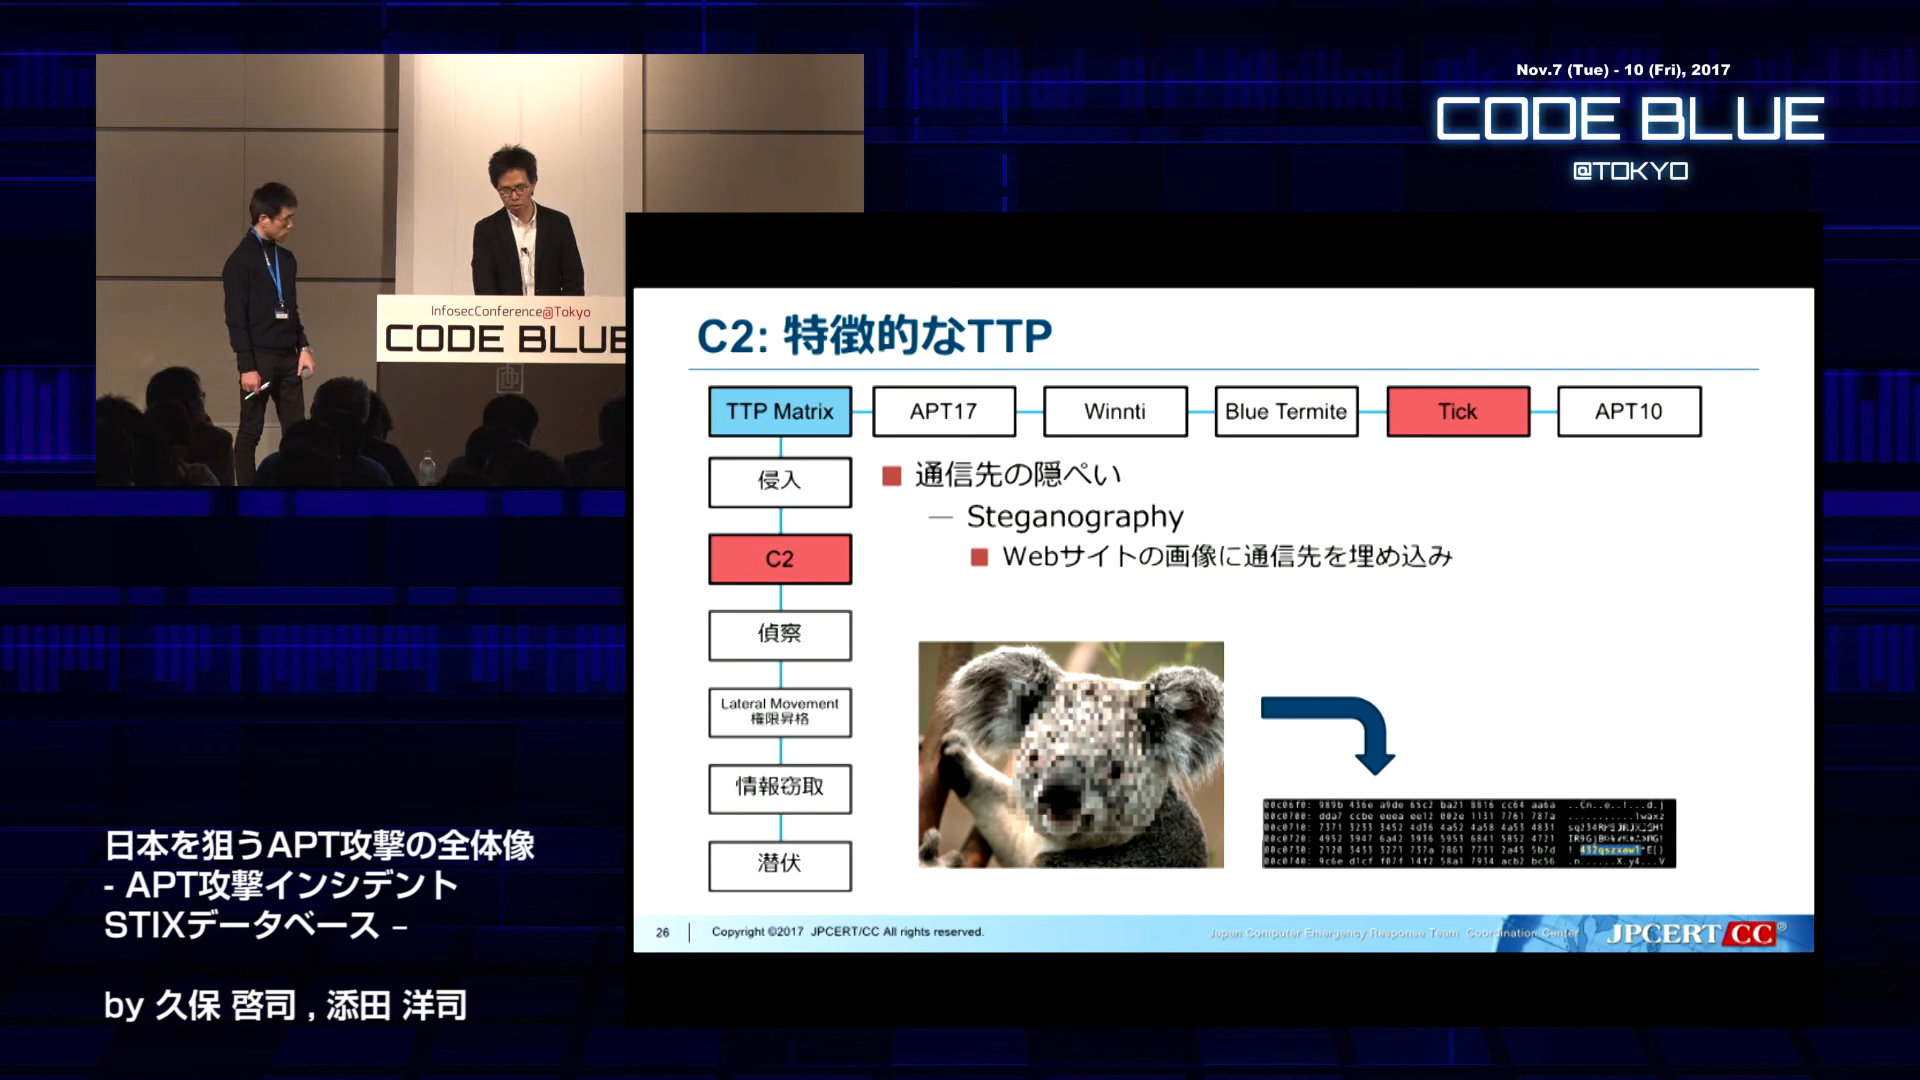 Nov.7 (Tue) - 10 (Fri), 2017
CODE BLUE
@TOKYO
InfosecConference@Tokyo
CODE BLUE
C2: 特徴的なTTP
TTP Matrix
APT17
Winnti
Blue Termite
Tick
APT10
侵入
C2
偵察
Lateral Movement
権限昇格
情報窃取
潜伏
通信先の隠ぺい
— Steganography
Webサイトの画像に通信先を埋め込み
26
Copyright ©2017 JPCERT/CC All rights reserved.
Japan Computer Emergency Response Team Coordination Center
JPCERT CC®
日本を狙うAPT攻撃の全体像
- APT攻撃インシデント
STIXデータベース –
by 久保 啓司 , 添田 洋司